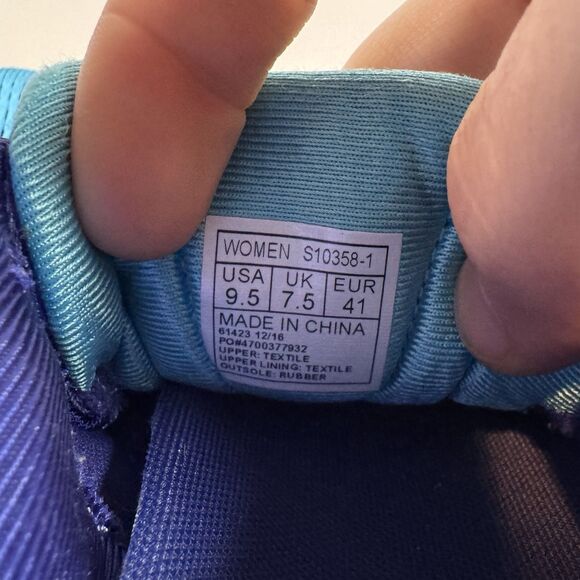 WOMEN S10358-1
USA UK EUR
9.5 7.5 41
MADE IN CHINA
61423 12/16
PO#4700377932
UPPER: TEXTILE
UPPER LINING: TEXTILE
OUTSOLE: RUBBER